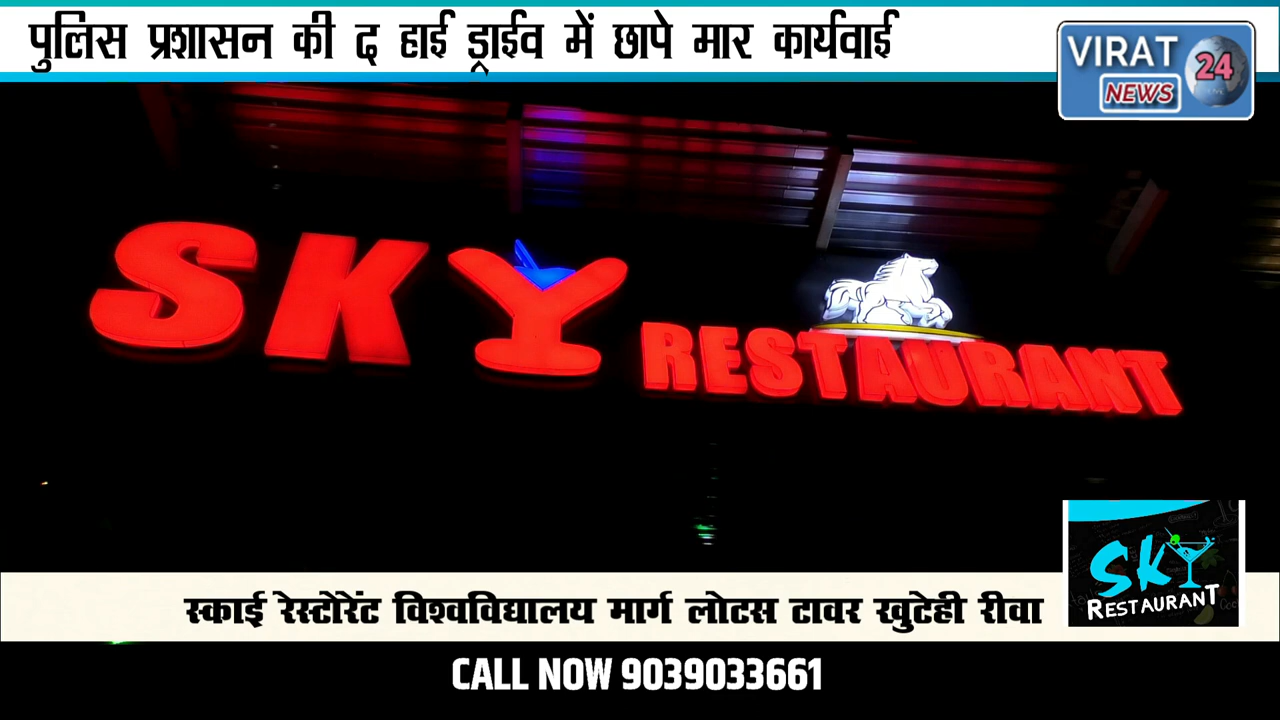 पुलिस प्रशासन की द हाई ड्राईव में छापे मार कार्यवाई
VIRAT
24
NEWS
SKY RESTAURANT
SKY
RESTAURANT
स्काई रेस्टोरेंट विश्वविद्यालय मार्ग लोटस टावर खुटेही रीवा
CALL NOW 9039033661